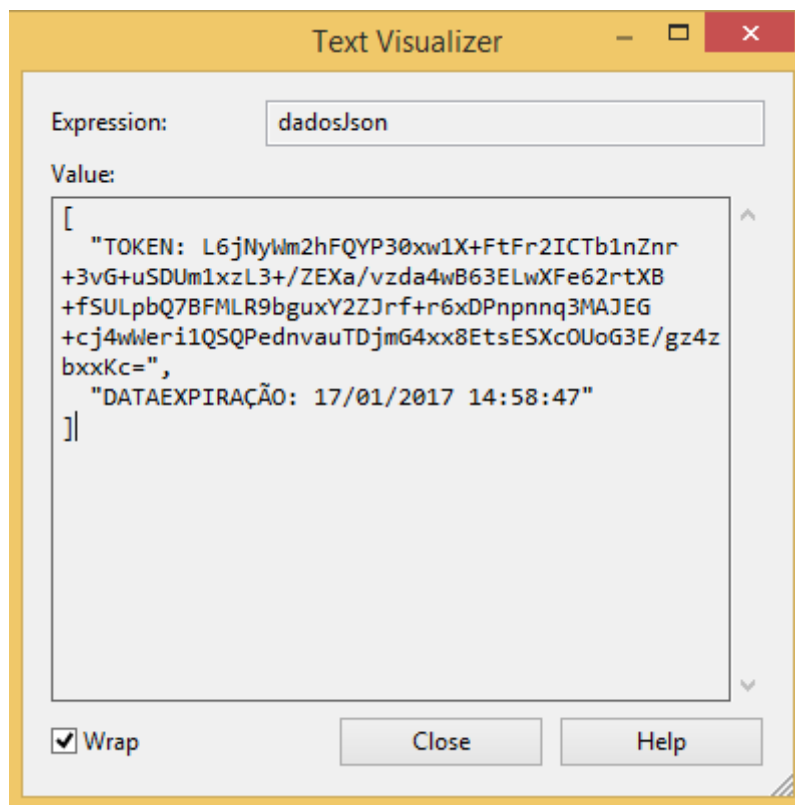 Text Visualizer
Expression: dadosJson
Value:
[
"TOKEN: L6jNyWm2hFQYP30xw1X+FtFr2ICTb1nZnr
+3vG+uSDUm1xzL3+/ZEXa/vzda4wB63ELwXFe62rtXB
+fSULpbQ7BFMLR9bguxY2ZJrf+r6xDPnpnnq3MAJEG
+cj4wWeri1QSQPednvauTDjmG4xx8EtsESXcOUoG3E/gz4z
bxxKc=",
"DATAEXPIRAÇÃO: 17/01/2017 14:58:47"
]
Wrap Close Help